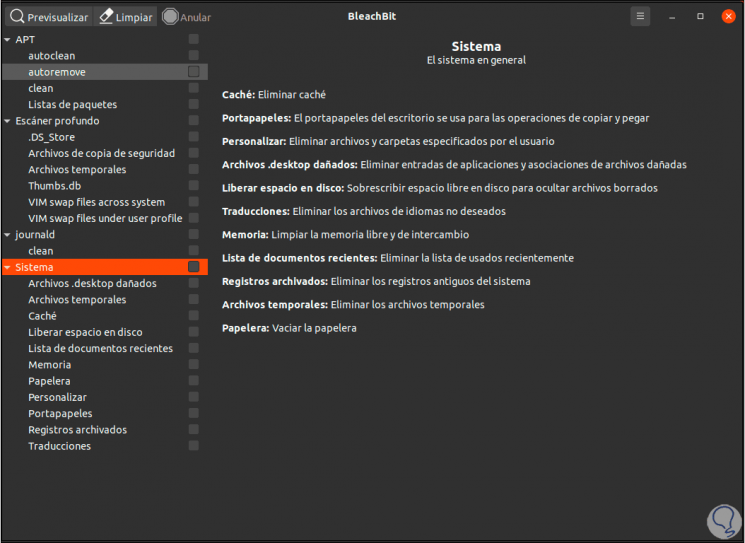 Previsualizar Limpiar Anular BleachBit
APT
autoclean
autoremove
clean
Listas de paquetes
Escáner profundo
.DS_Store
Archivos de copia de seguridad
Archivos temporales
Thumbs.db
VIM swap files across system
VIM swap files under user profile
journald
clean
Sistema
Archivos .desktop dañados
Archivos temporales
Caché
Liberar espacio en disco
Lista de documentos recientes
Memoria
Papelera
Personalizar
Portapapeles
Registros archivados
Traducciones
Sistema
El sistema en general
Caché: Eliminar caché
Portapapeles: El portapapeles del escritorio se usa para las operaciones de copiar y pegar
Personalizar: Eliminar archivos y carpetas especificados por el usuario
Archivos .desktop dañados: Eliminar entradas de aplicaciones y asociaciones de archivos dañadas
Liberar espacio en disco: Sobrescribir espacio libre en disco para ocultar archivos borrados
Traducciones: Eliminar los archivos de idiomas no deseados
Memoria: Limpiar la memoria libre y de intercambio
Lista de documentos recientes: Eliminar la lista de usados recientemente
Registros archivados: Eliminar los registros antiguos del sistema
Archivos temporales: Eliminar los archivos temporales
Papelera: Vaciar la papelera